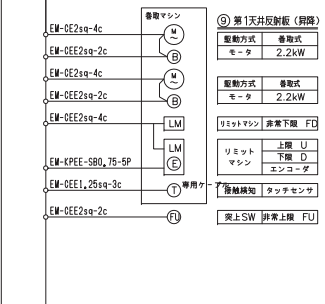 巻取マシン
⑨ 第1天井反射板 (昇降)
EM-CE2sq-4c
M
~
駆動方式 巻取式
モータ 2.2kW
EM-CEE2sq-2c
B
EM-CE2sq-4c
M
~
駆動方式 巻取式
モータ 2.2kW
EM-CEE2sq-2c
B
EM-CEE2sq-4c
LM
リミットマシン 非常下限 FD
LM
リミットマシン
上限 U
下限 D
エンコーダ
EM-KPEE-SB0.75-5P
E
専用ケーブル
EM-CEE1.25sq-3c
T
接触検知 タッチセンサ
EM-CEE2sq-2c
FU
突上SW 非常上限 FU